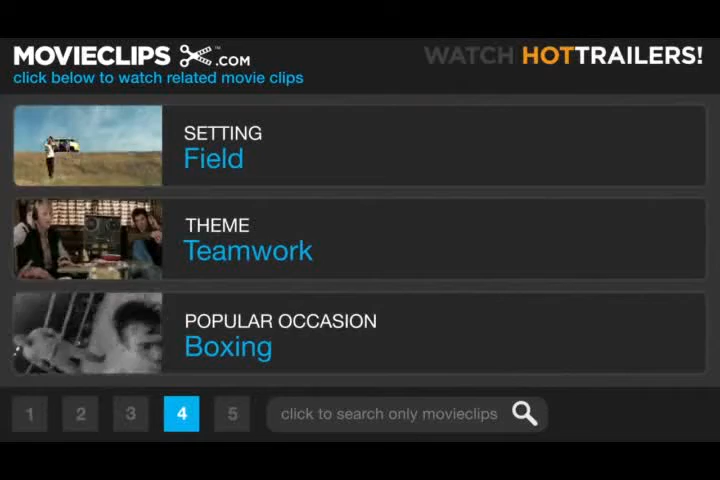 MOVIECLIPS .COM
WATCH HOTTRAILERS!
click below to watch related movie clips
SETTING
Field
THEME
Teamwork
POPULAR OCCASION
Boxing
1 2 3 4 5 click to search only movieclips